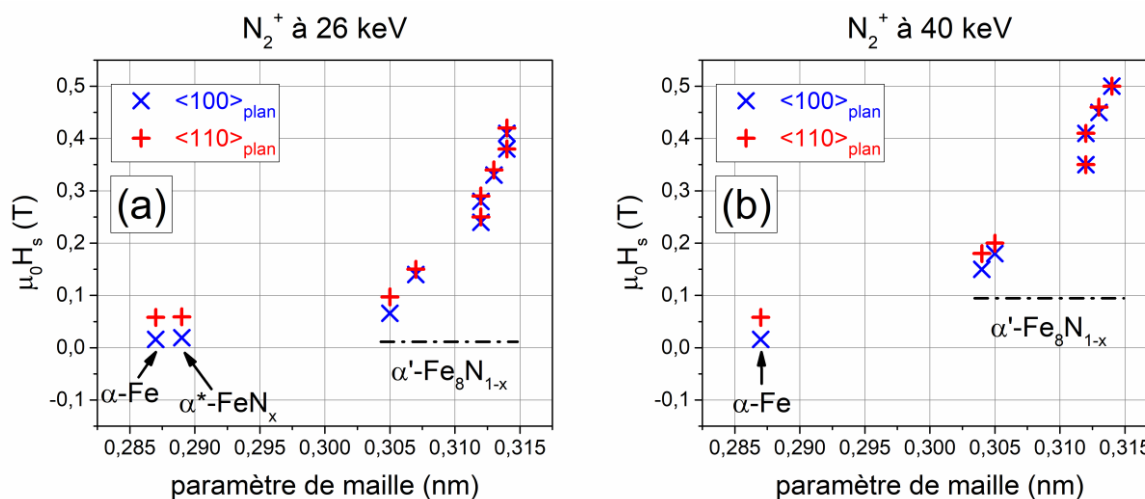 N₂⁺ à 26 keV
0,5
0,4
0,3
0,2
0,1
0,0
-0,1
μ₀Hₛ (T)
<100>plan
<110>plan
(a)
α-Fe
α*-FeNₓ
α'-Fe₈N₁₋ₓ
0,285 0,290 0,295 0,300 0,305 0,310 0,315
paramètre de maille (nm)
N₂⁺ à 40 keV
0,5
0,4
0,3
0,2
0,1
0,0
-0,1
μ₀Hₛ (T)
<100>plan
<110>plan
(b)
α-Fe
α'-Fe₈N₁₋ₓ
0,285 0,290 0,295 0,300 0,305 0,310 0,315
paramètre de maille (nm)